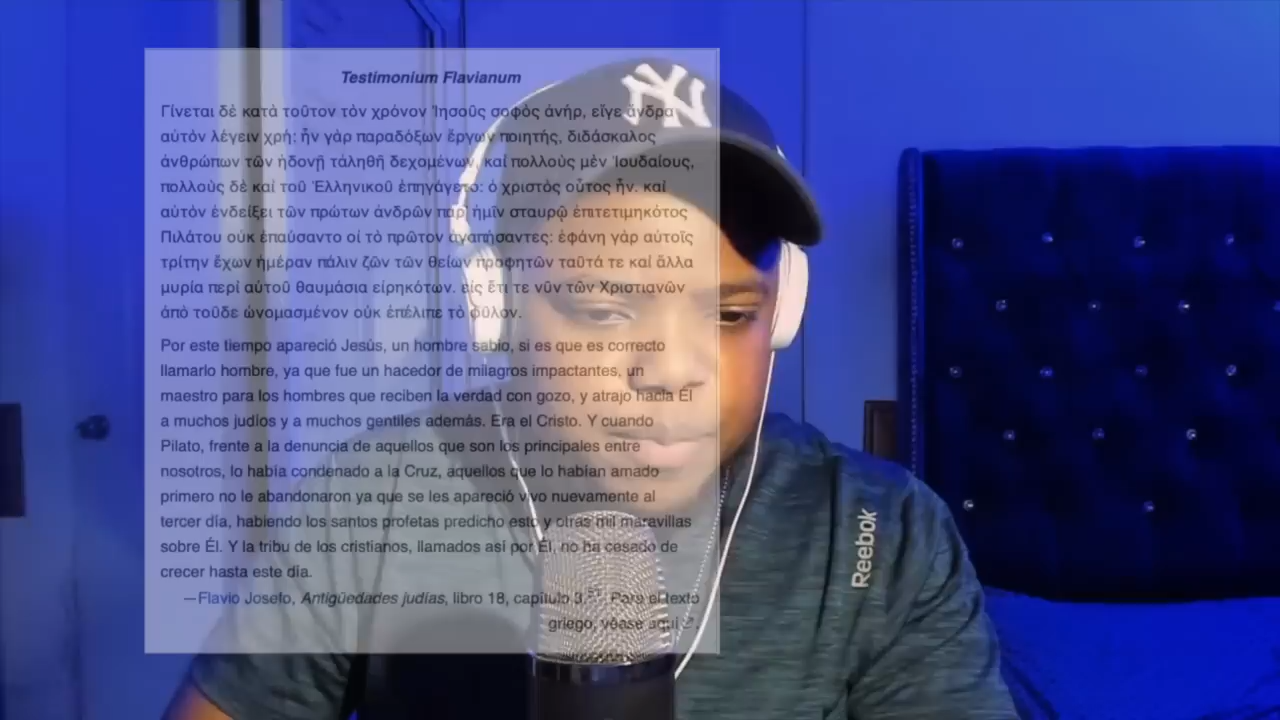 Testimonium Flavianum
Γίνεται δὲ κατὰ τοῦτον τὸν χρόνον Ἰησοῦς σοφὸς ἀνήρ, εἴγε ἄνδρα
αὐτὸν λέγειν χρή: ἦν γὰρ παραδόξων ἔργων ποιητής, διδάσκαλος
ἀνθρώπων τῶν ἡδονῇ τἀληθῆ δεχομένων, καὶ πολλοὺς μὲν Ἰουδαίους,
πολλοὺς δὲ καὶ τοῦ Ἑλληνικοῦ ἐπηγάγετο: ὁ χριστὸς οὗτος ἦν. καὶ
αὐτὸν ἐνδείξει τῶν πρώτων ἀνδρῶν παρ᾽ ἡμῖν σταυρῷ ἐπιτετιμηκότος
Πιλάτου οὐκ ἐπαύσαντο οἱ τὸ πρῶτον ἀγαπήσαντες: ἐφάνη γὰρ αὐτοῖς
τρίτην ἔχων ἡμέραν πάλιν ζῶν τῶν θείων προφητῶν ταῦτά τε καὶ ἄλλα
μυρία περὶ αὐτοῦ θαυμάσια εἰρηκότων. εἰς ἔτι τε νῦν τῶν Χριστιανῶν
ἀπὸ τοῦδε ὠνομασμένον οὐκ ἐπέλιπε τὸ φῦλον.
Por este tiempo apareció Jesús, un hombre sabio, si es que es correcto
llamarlo hombre, ya que fue un hacedor de milagros impactantes, un
maestro para los hombres que reciben la verdad con gozo, y atrajo hacia Él
a muchos judíos y a muchos gentiles además. Era el Cristo. Y cuando
Pilato, frente a la denuncia de aquellos que son los principales entre
nosotros, lo había condenado a la Cruz, aquellos que lo habían amado
primero no le abandonaron ya que se les apareció vivo nuevamente al
tercer día, habiendo los santos profetas predicho esto y otras mil maravillas
sobre Él. Y la tribu de los cristianos, llamados así por Él, no ha cesado de
crecer hasta este día.
—Flavio Josefo, Antigüedades judías, libro 18, capítulo 3. Para el texto
griego, véase aquí.
NY
Reebok